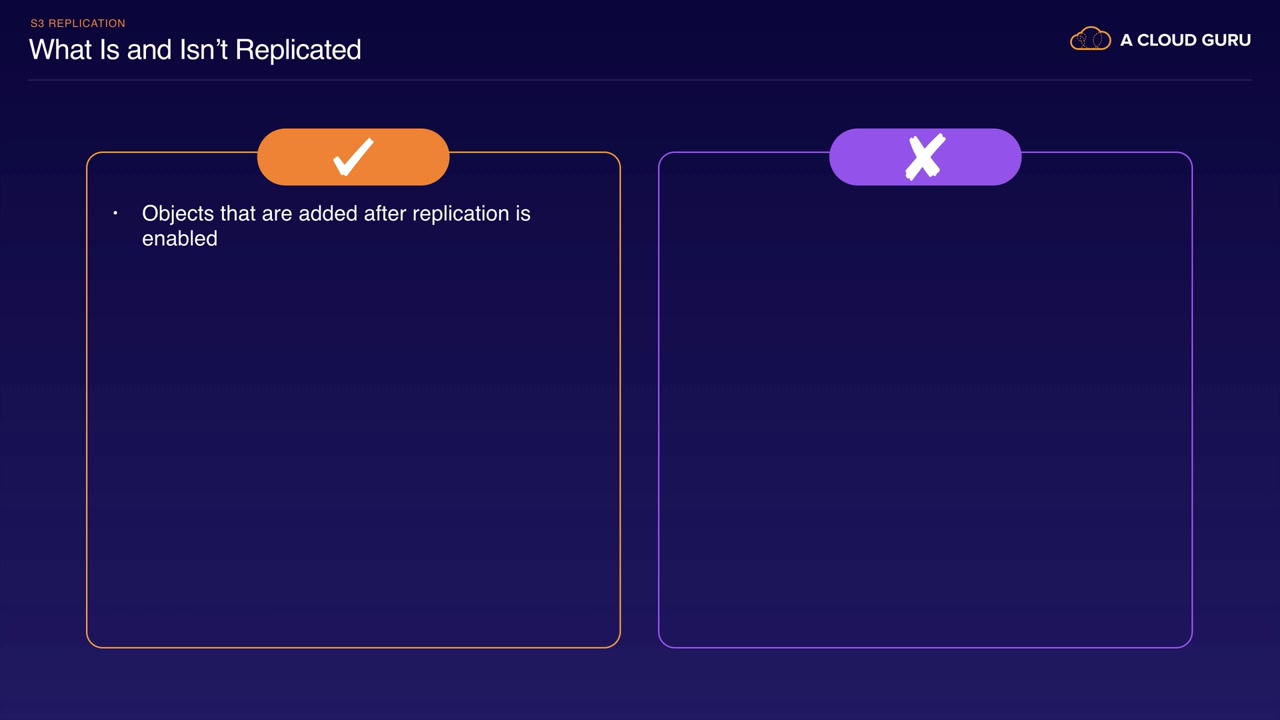 S3 REPLICATION
What Is and Isn’t Replicated
A CLOUD GURU
• Objects that are added after replication is
enabled